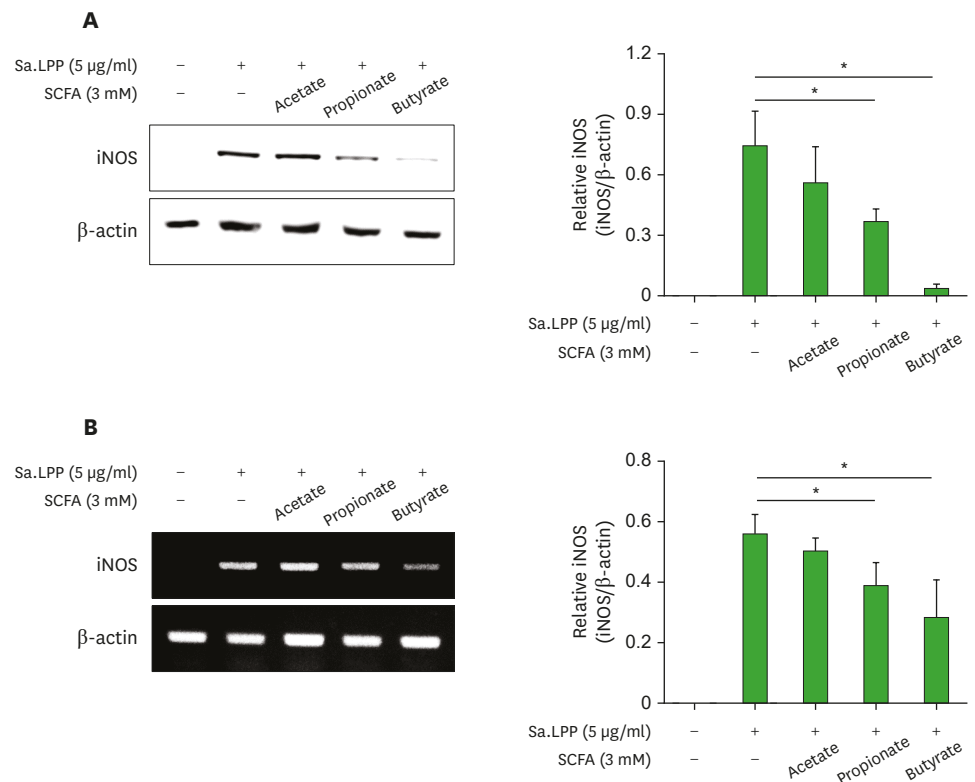 A
Sa.LPP (5 μg/ml) – + + + +
SCFA (3 mM) – – Acetate Propionate Butyrate
iNOS
β-actin
1.2
0.9
0.6
0.3
0
Relative iNOS
(iNOS/β-actin)
*
*
Sa.LPP (5 μg/ml) – + + + +
SCFA (3 mM) – – Acetate Propionate Butyrate
B
Sa.LPP (5 μg/ml) – + + + +
SCFA (3 mM) – – Acetate Propionate Butyrate
iNOS
β-actin
0.8
0.6
0.4
0.2
0
Relative iNOS
(iNOS/β-actin)
*
*
Sa.LPP (5 μg/ml) – + + + +
SCFA (3 mM) – – Acetate Propionate Butyrate